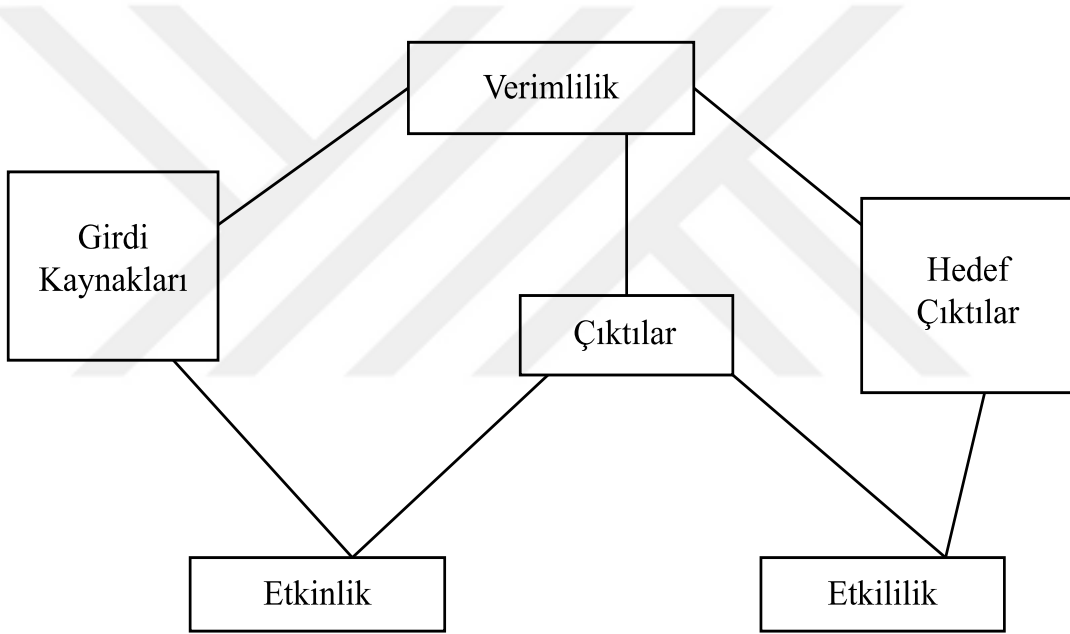 Verimlilik
Girdi
Kaynakları
Hedef
Çıktılar
Çıktılar
Etkinlik
Etkililik